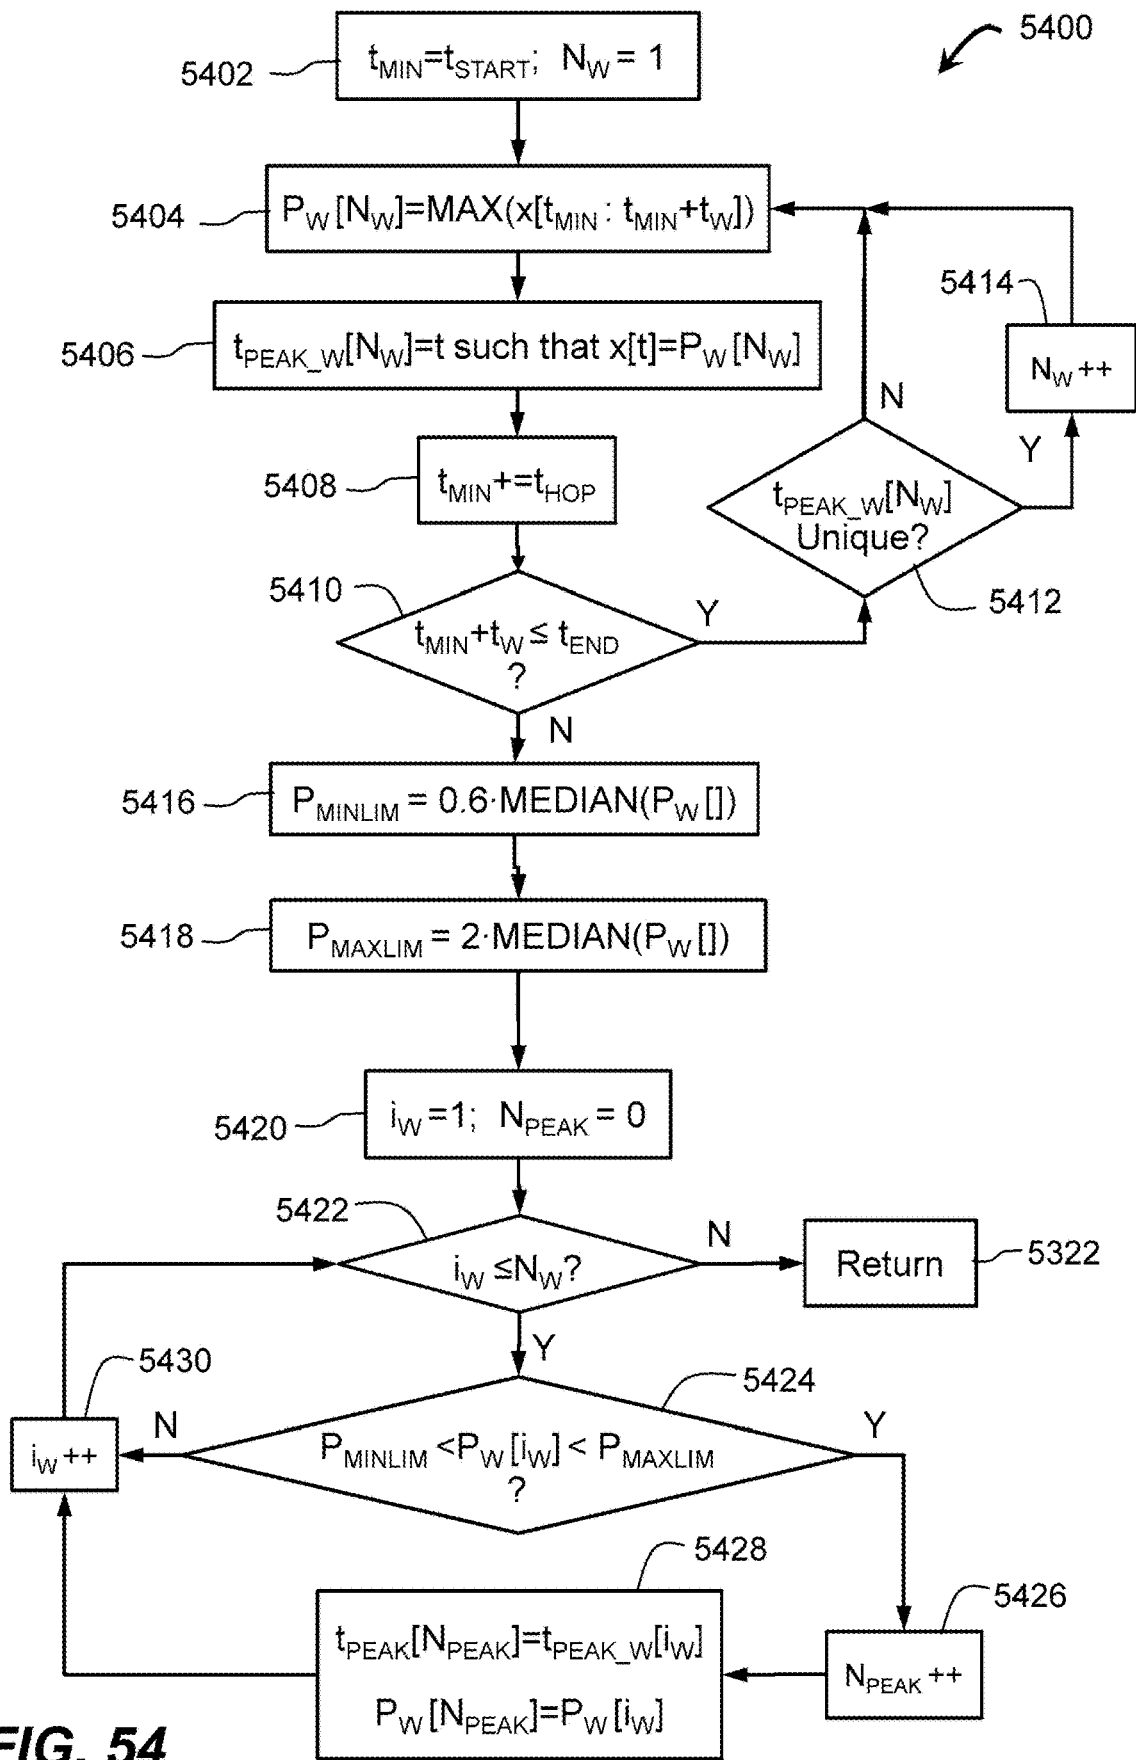 5400
5402
t_MIN=t_START; N_W = 1
5404
P_W[N_W]=MAX(x[t_MIN : t_MIN+t_W])
5406
t_PEAK_W[N_W]=t such that x[t]=P_W[N_W]
5414
N_W ++
N
Y
5408
t_MIN+=t_HOP
t_PEAK_W[N_W]
Unique?
5412
5410
t_MIN+t_W ≤ t_END
?
Y
N
5416
P_MINLIM = 0.6·MEDIAN(P_W[])
5418
P_MAXLIM = 2·MEDIAN(P_W[])
5420
i_W =1; N_PEAK = 0
5422
i_W ≤N_W?
N
Return
5322
Y
5430
5424
i_W ++
N
P_MINLIM <P_W[i_W] < P_MAXLIM
?
Y
5428
5426
t_PEAK[N_PEAK]=t_PEAK_W[i_W]
P_W[N_PEAK]=P_W[i_W]
N_PEAK ++
FIG. 54